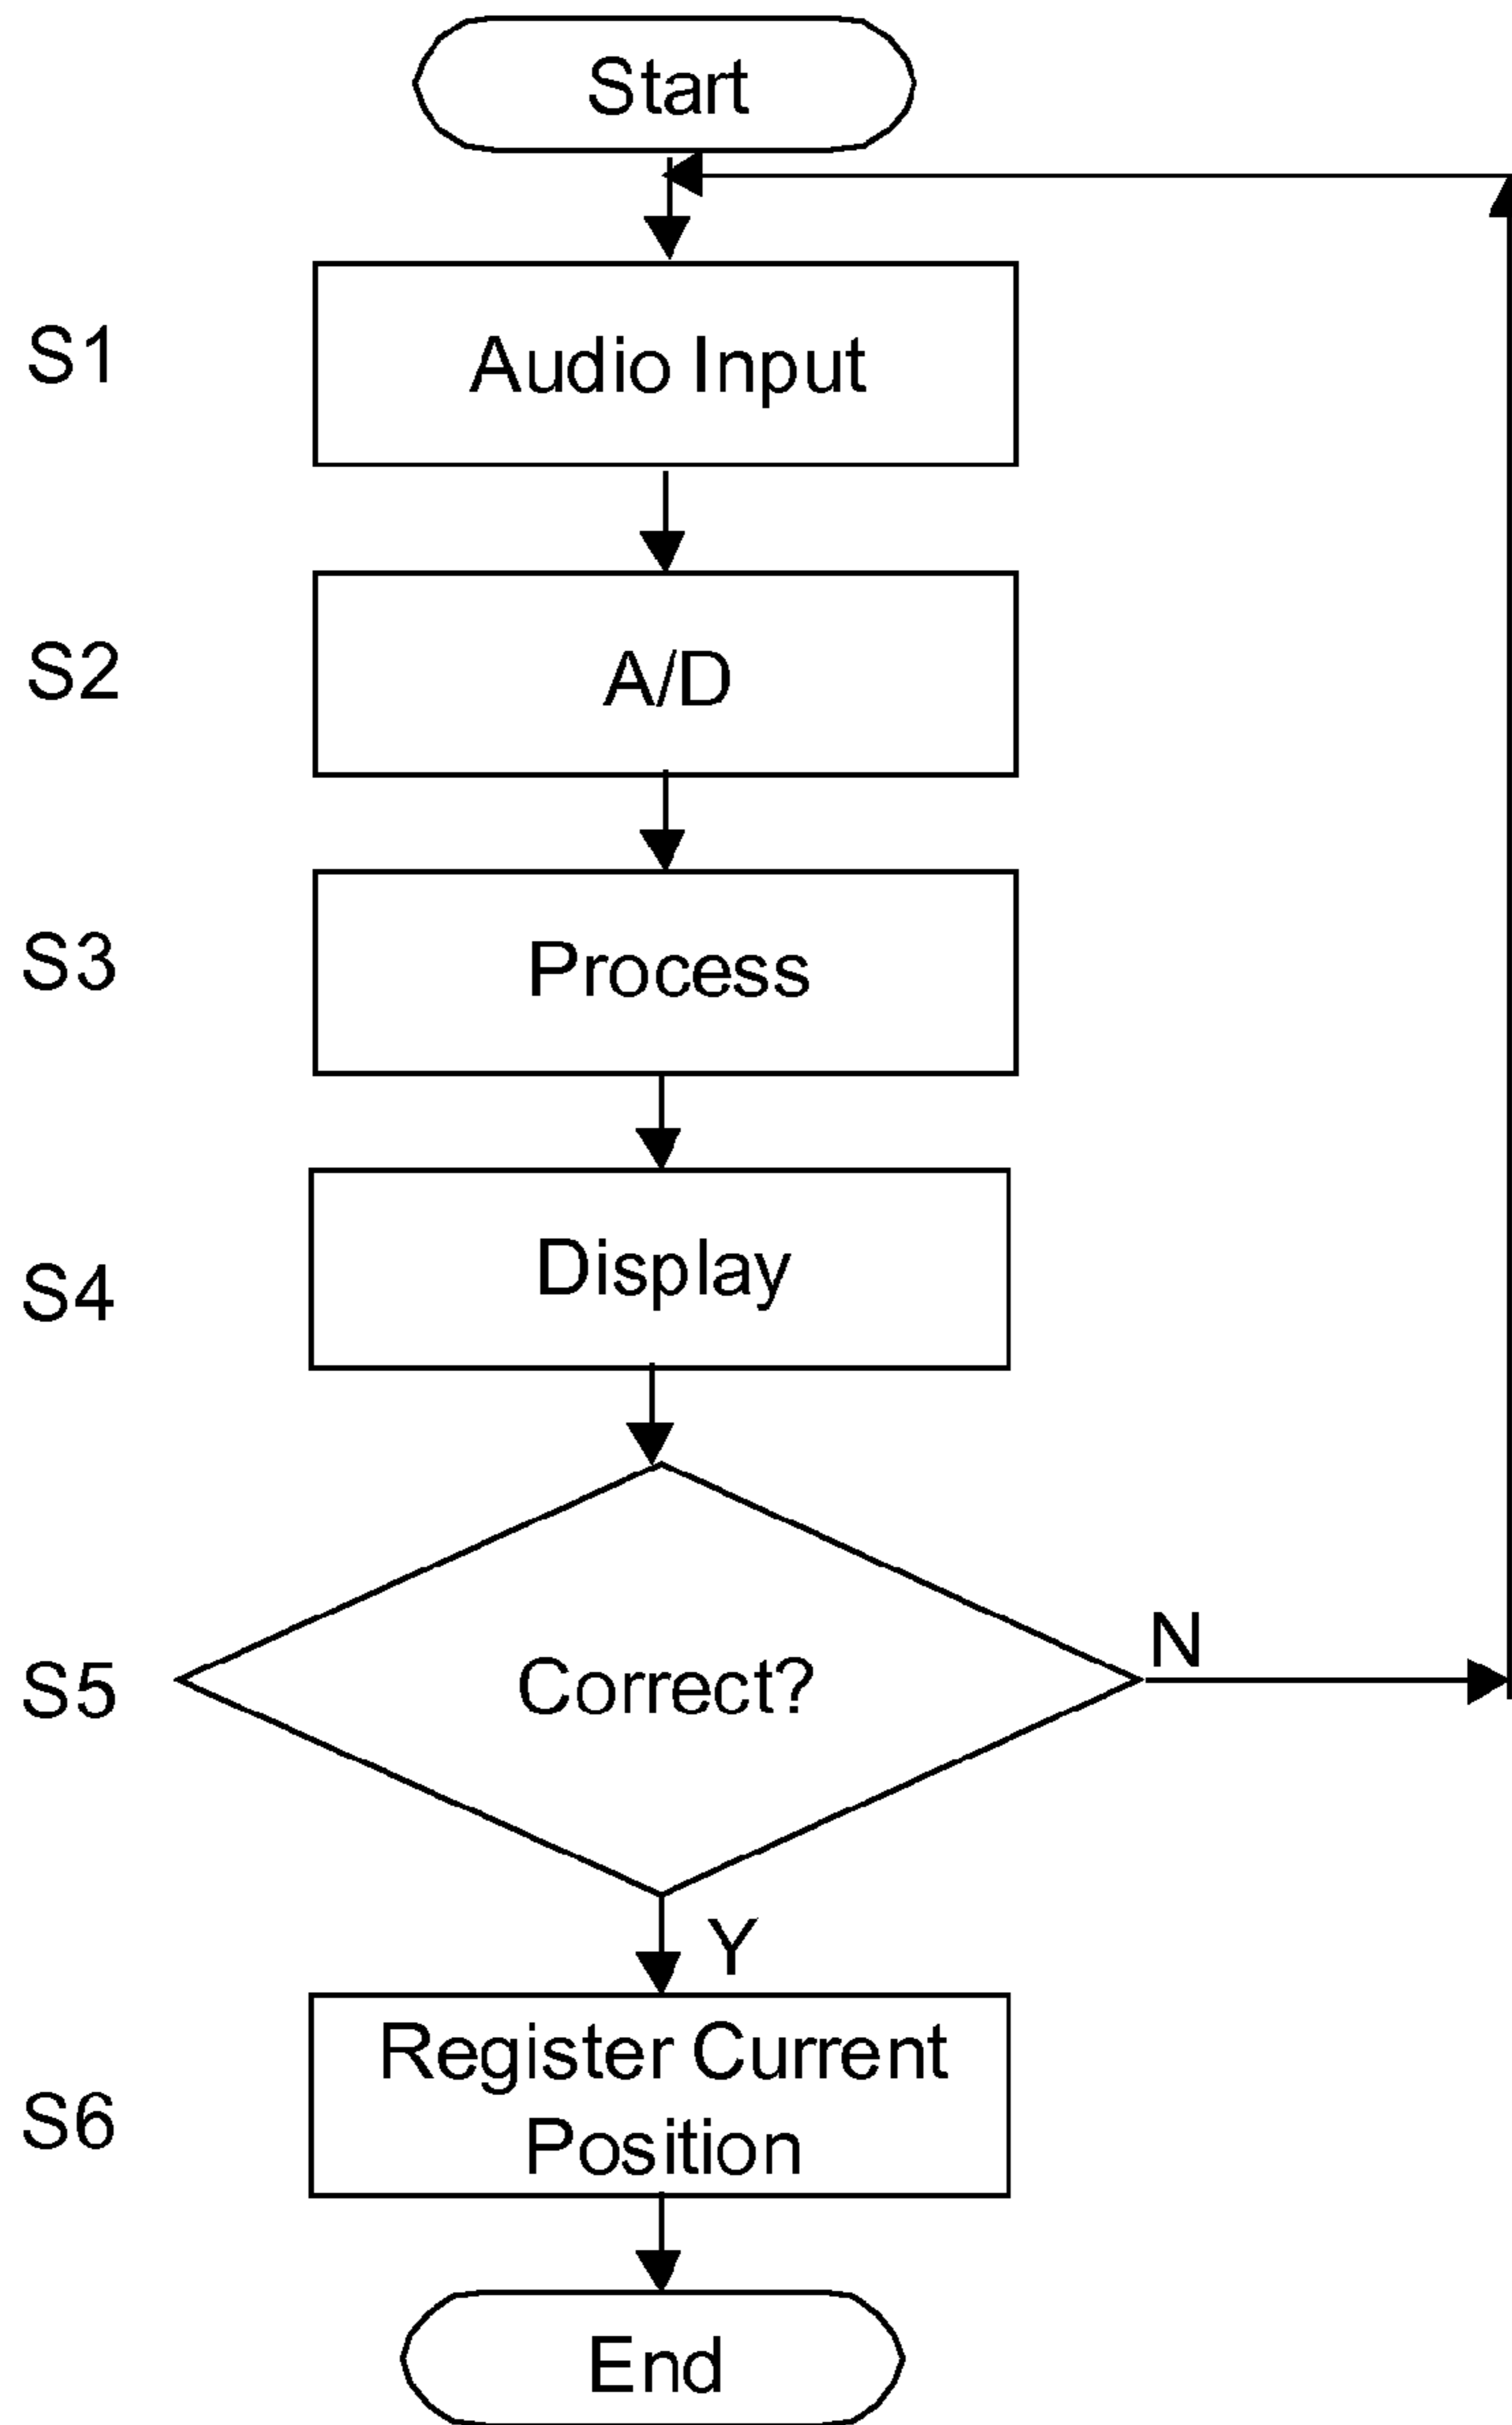 Start
S1
Audio Input
S2
A/D
S3
Process
S4
Display
S5
Correct?
N
Y
S6
Register Current
Position
End